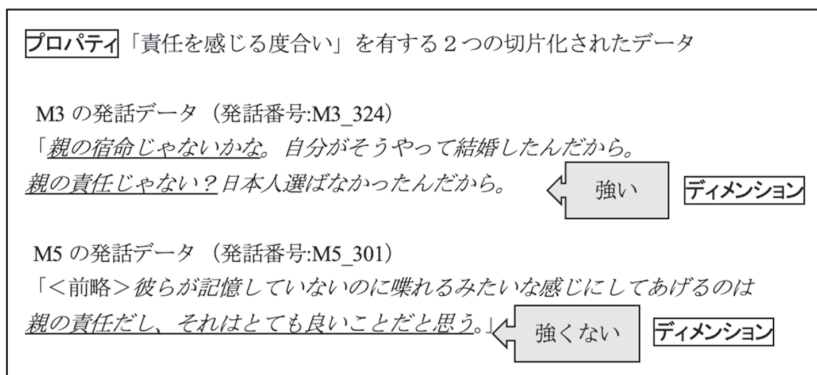 プロパティ「責任を感じる度合い」を有する２つの切片化されたデータ
M3 の発話データ（発話番号:M3_324）
「親の宿命じゃないかな。自分がそうやって結婚したんだから。
親の責任じゃない？日本人選ばなかったんだから。
強い
ディメンション
M5 の発話データ（発話番号:M5_301）
「＜前略＞彼らが記憶していないのに喋れるみたいな感じにしてあげるのは
親の責任だし、それはとても良いことだと思う。」
強くない
ディメンション